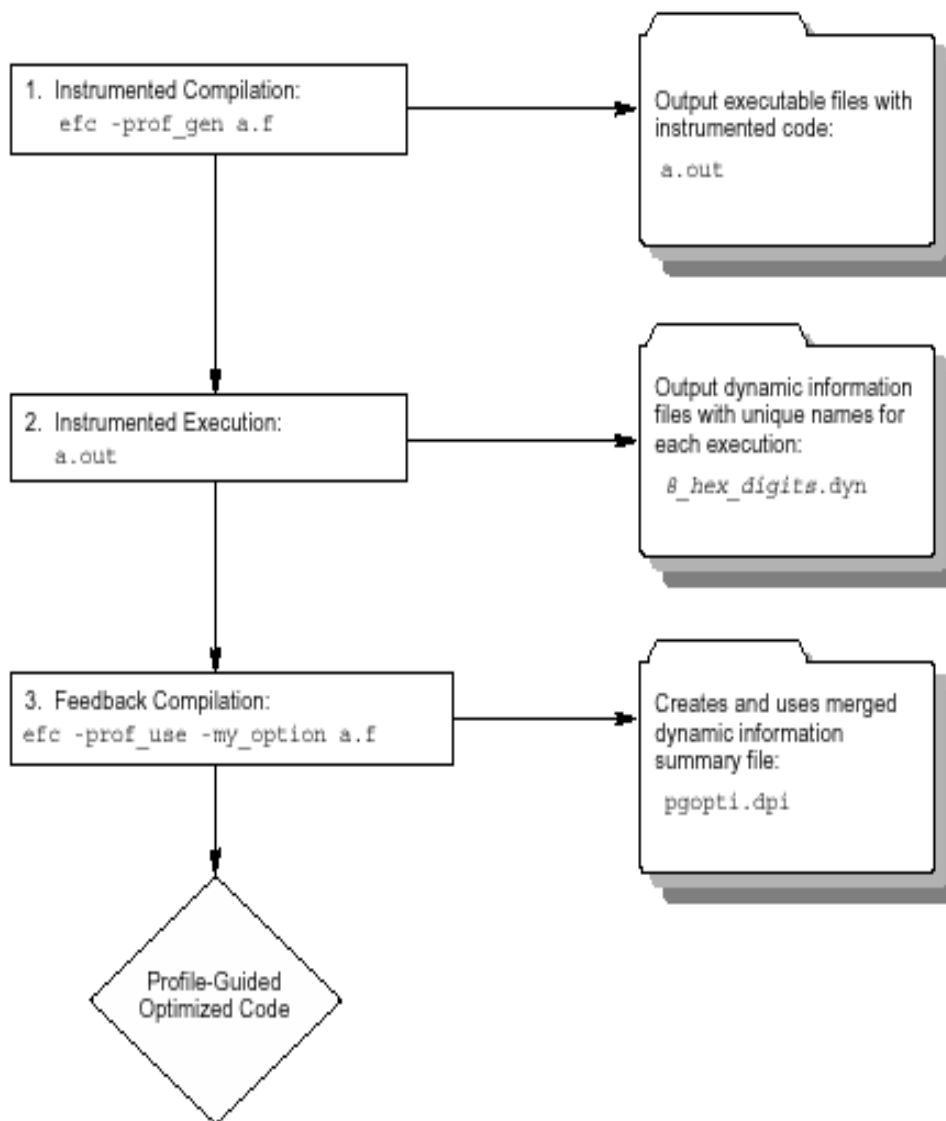 1. Instrumented Compilation:
efc -prof_gen a.f
Output executable files with
instrumented code:
a.out
2. Instrumented Execution:
a.out
Output dynamic information
files with unique names for
each execution:
8_hex_digits.dyn
3. Feedback Compilation:
efc -prof_use -my_option a.f
Creates and uses merged
dynamic information
summary file:
pgopti.dpi
Profile-Guided
Optimized Code